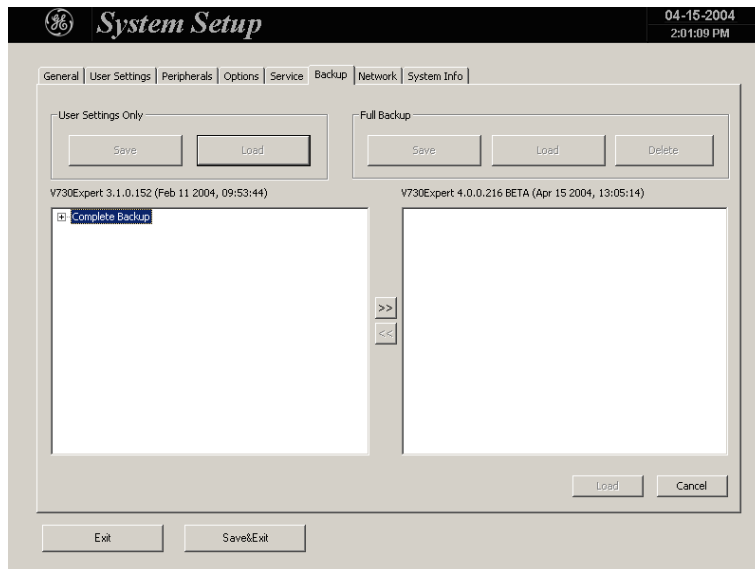 System Setup
04-15-2004
2:01:09 PM
General User Settings Peripherals Options Service Backup Network System Info
User Settings Only
Save Load
Full Backup
Save Load Delete
V730Expert 3.1.0.152 (Feb 11 2004, 09:53:44)
V730Expert 4.0.0.216 BETA (Apr 15 2004, 13:05:14)
Complete Backup
>>
<<
Load Cancel
Exit Save&Exit